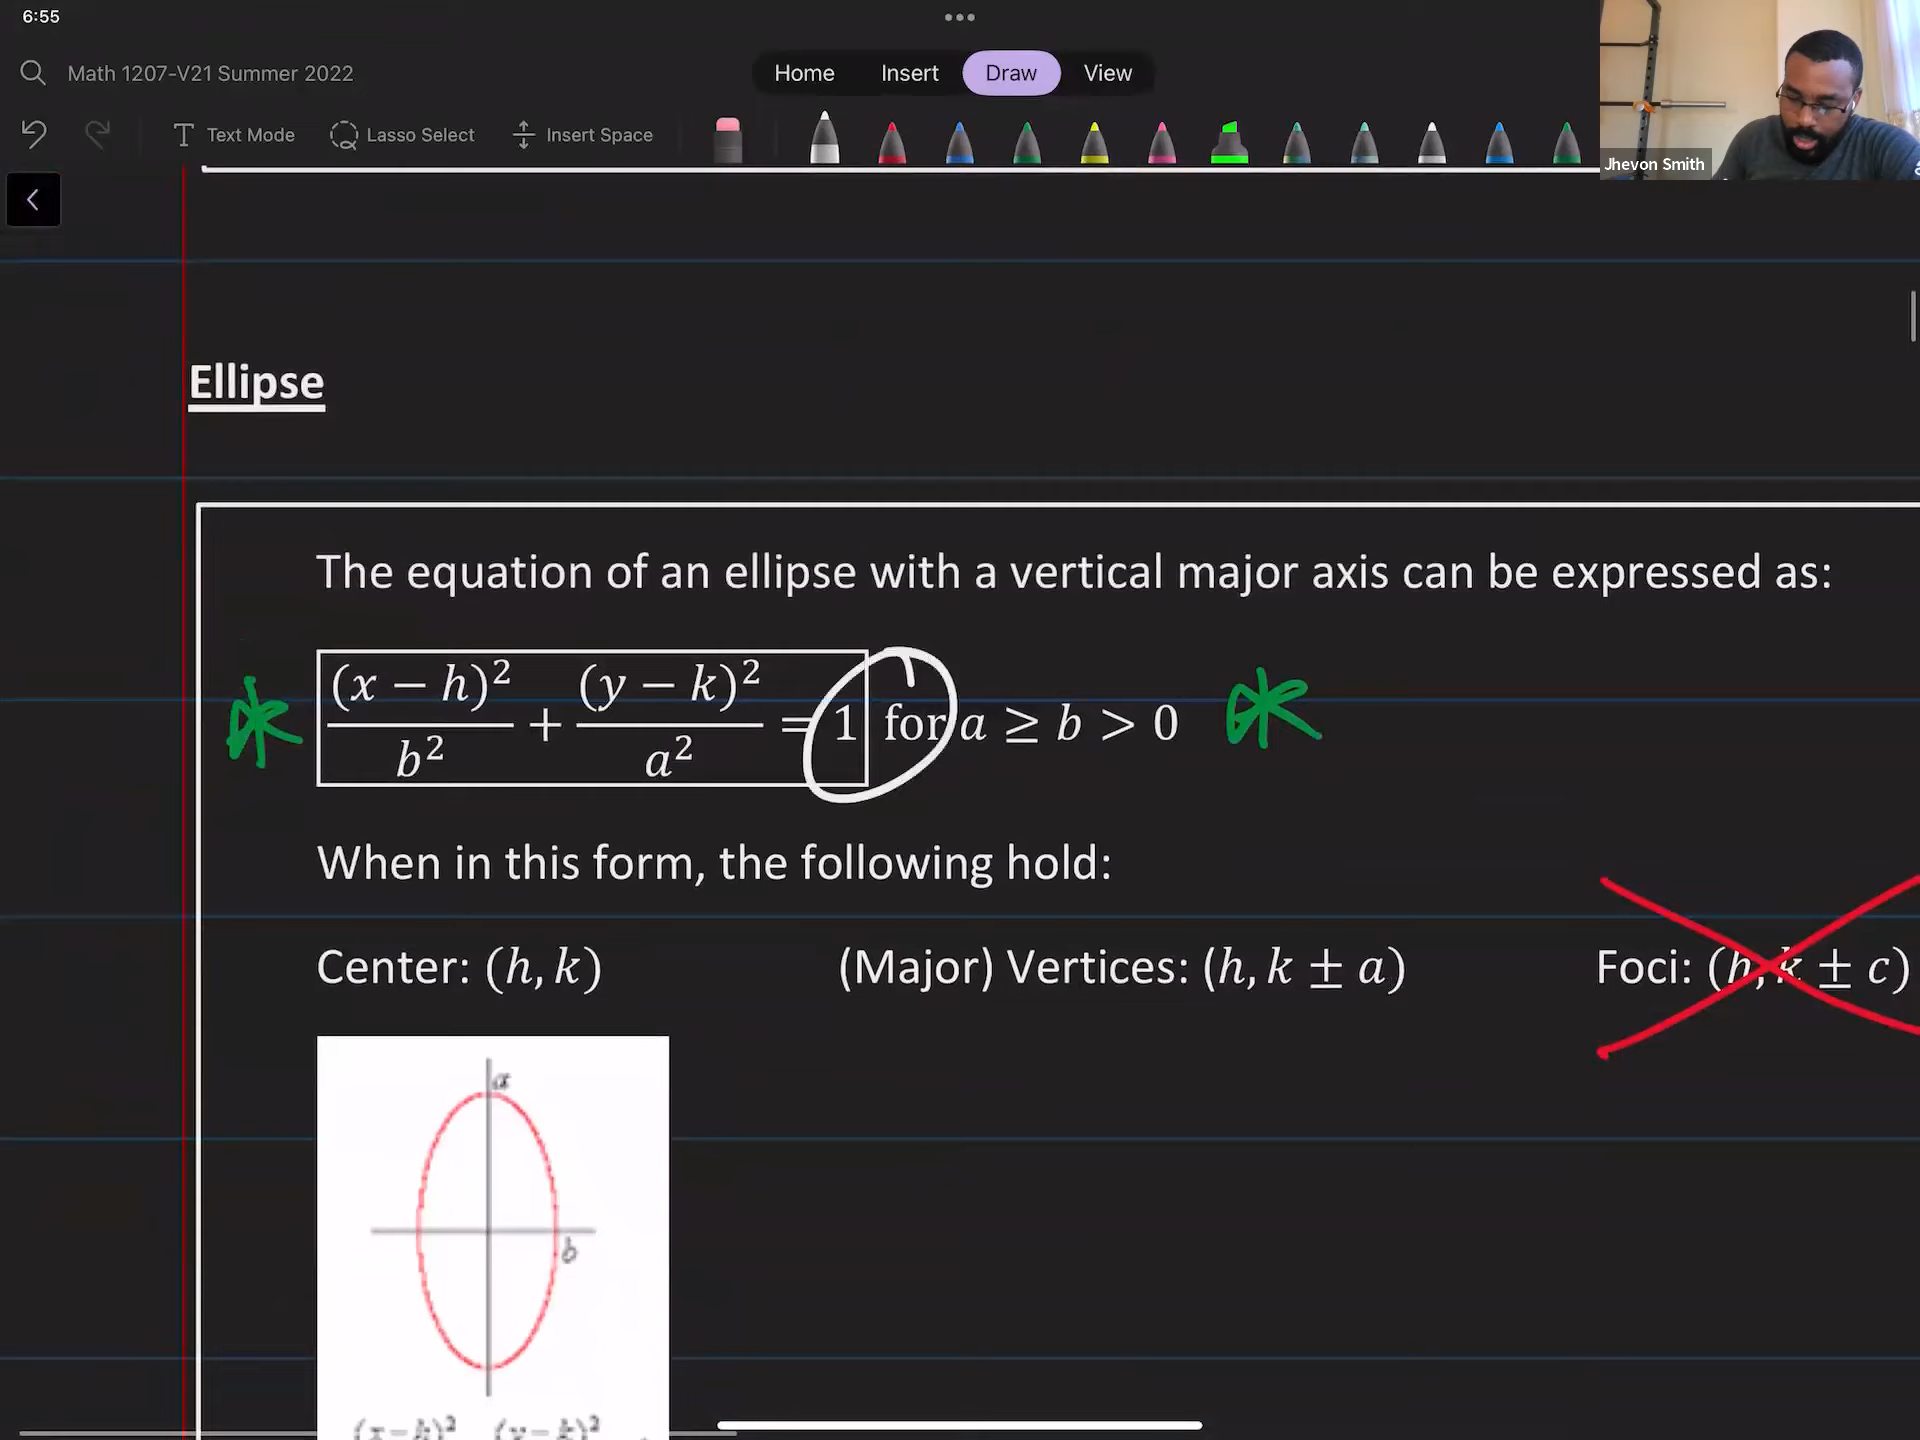 6:55
Math 1207-V21 Summer 2022
Home Insert Draw View
Text Mode Lasso Select Insert Space
Jhevon Smith
Ellipse
The equation of an ellipse with a vertical major axis can be expressed as:
(x − h)²/b² + (y − k)²/a² = 1 for a ≥ b > 0
When in this form, the following hold:
Center: (h, k) (Major) Vertices: (h, k ± a) Foci: (h, k ± c)
a
b
(x−h)² (y−k)²